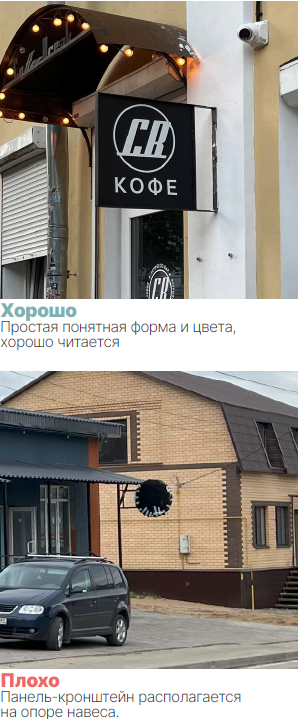 CR
КОФЕ
Хорошо
Простая понятная форма и цвета,
хорошо читается
Плохо
Панель-кронштейн располагается
на опоре навеса.